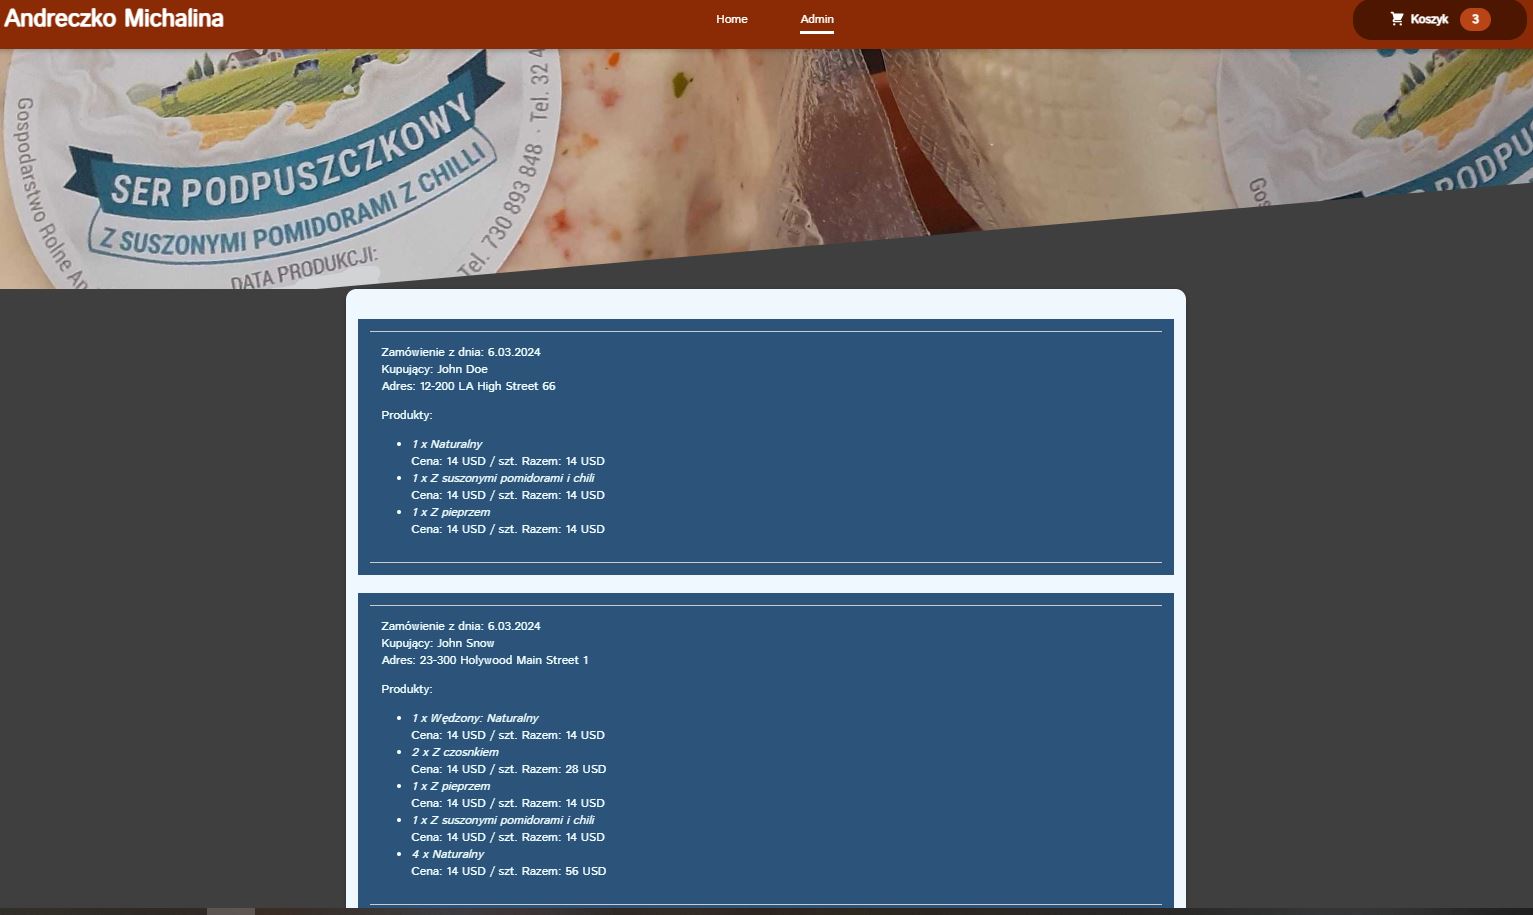 Andreczko Michalina
Home
Admin
Koszyk
3
Gospodarstwo Rolne An
SER PODPUSZCZKOWY
Z SUSZONYMI POMIDORAMI Z CHILLI
DATA PRODUKCJI:
Tel. 730 893 848 · Tel. 32 4
Gos
R PODPU
Zamówienie z dnia: 6.03.2024
Kupujący: John Doe
Adres: 12-200 LA High Street 66
Produkty:
1 x Naturalny
Cena: 14 USD / szt. Razem: 14 USD
1 x Z suszonymi pomidorami i chili
Cena: 14 USD / szt. Razem: 14 USD
1 x Z pieprzem
Cena: 14 USD / szt. Razem: 14 USD
Zamówienie z dnia: 6.03.2024
Kupujący: John Snow
Adres: 23-300 Holywood Main Street 1
Produkty:
1 x Wędzony: Naturalny
Cena: 14 USD / szt. Razem: 14 USD
2 x Z czosnkiem
Cena: 14 USD / szt. Razem: 28 USD
1 x Z pieprzem
Cena: 14 USD / szt. Razem: 14 USD
1 x Z suszonymi pomidorami i chili
Cena: 14 USD / szt. Razem: 14 USD
4 x Naturalny
Cena: 14 USD / szt. Razem: 56 USD